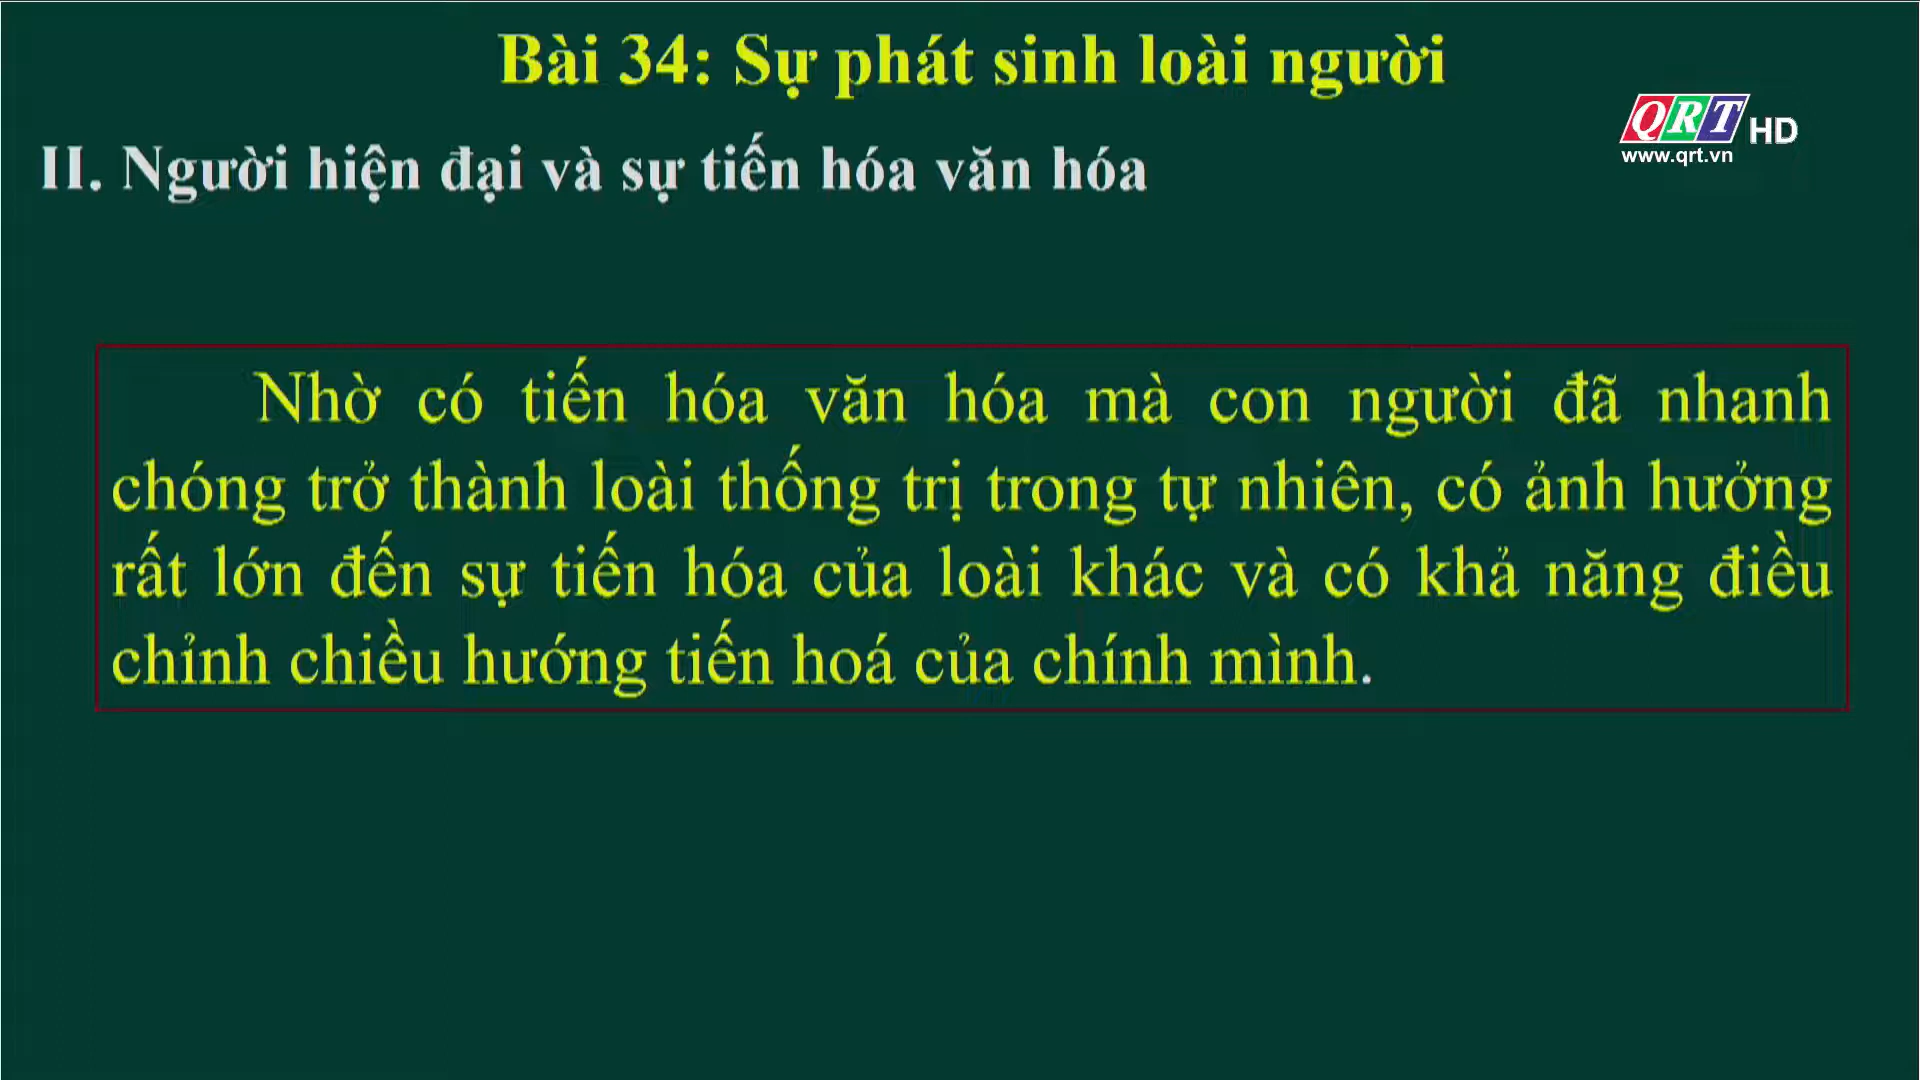 Bài 34: Sự phát sinh loài người
QRT HD
www.qrt.vn
II. Người hiện đại và sự tiến hóa văn hóa
Nhờ có tiến hóa văn hóa mà con người đã nhanh
chóng trở thành loài thống trị trong tự nhiên, có ảnh hưởng
rất lớn đến sự tiến hóa của loài khác và có khả năng điều
chỉnh chiều hướng tiến hoá của chính mình.